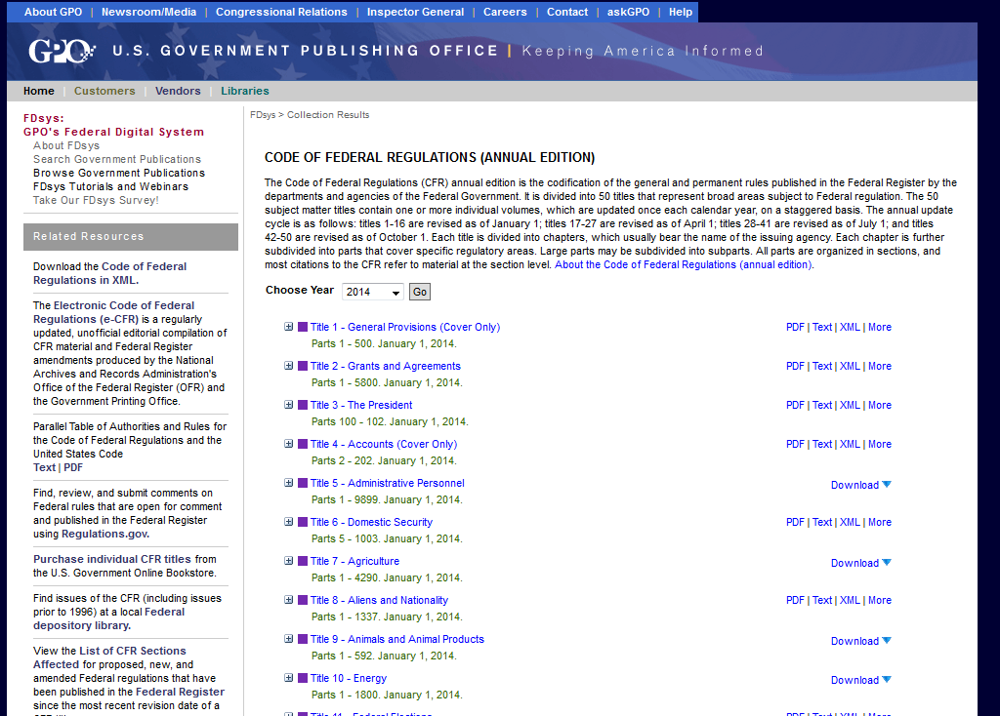 About GPO | Newsroom/Media | Congressional Relations | Inspector General | Careers | Contact | askGPO | Help
GPO U.S. GOVERNMENT PUBLISHING OFFICE | Keeping America Informed
Home | Customers | Vendors | Libraries
FDsys:
GPO's Federal Digital System
About FDsys
Search Government Publications
Browse Government Publications
FDsys Tutorials and Webinars
Take Our FDsys Survey!
Related Resources
Download the Code of Federal
Regulations in XML.
The Electronic Code of Federal
Regulations (e-CFR) is a regularly
updated, unofficial editorial compilation of
CFR material and Federal Register
amendments produced by the National
Archives and Records Administration's
Office of the Federal Register (OFR) and
the Government Printing Office.
Parallel Table of Authorities and Rules for
the Code of Federal Regulations and the
United States Code
Text | PDF
Find, review, and submit comments on
Federal rules that are open for comment
and published in the Federal Register
using Regulations.gov.
Purchase individual CFR titles from
the U.S. Government Online Bookstore.
Find issues of the CFR (including issues
prior to 1996) at a local Federal
depository library.
View the List of CFR Sections
Affected for proposed, new, and
amended Federal regulations that have
been published in the Federal Register
since the most recent revision date of a
FDsys > Collection Results
CODE OF FEDERAL REGULATIONS (ANNUAL EDITION)
The Code of Federal Regulations (CFR) annual edition is the codification of the general and permanent rules published in the Federal Register by the
departments and agencies of the Federal Government. It is divided into 50 titles that represent broad areas subject to Federal regulation. The 50
subject matter titles contain one or more individual volumes, which are updated once each calendar year, on a staggered basis. The annual update
cycle is as follows: titles 1-16 are revised as of January 1; titles 17-27 are revised as of April 1; titles 28-41 are revised as of July 1; and titles
42-50 are revised as of October 1. Each title is divided into chapters, which usually bear the name of the issuing agency. Each chapter is further
subdivided into parts that cover specific regulatory areas. Large parts may be subdivided into subparts. All parts are organized in sections, and
most citations to the CFR refer to material at the section level. About the Code of Federal Regulations (annual edition).
Choose Year 2014 Go
Title 1 - General Provisions (Cover Only) PDF | Text | XML | More
Parts 1 - 500. January 1, 2014.
Title 2 - Grants and Agreements PDF | Text | XML | More
Parts 1 - 5800. January 1, 2014.
Title 3 - The President PDF | Text | XML | More
Parts 100 - 102. January 1, 2014.
Title 4 - Accounts (Cover Only) PDF | Text | XML | More
Parts 2 - 202. January 1, 2014.
Title 5 - Administrative Personnel Download
Parts 1 - 9899. January 1, 2014.
Title 6 - Domestic Security PDF | Text | XML | More
Parts 5 - 1003. January 1, 2014.
Title 7 - Agriculture Download
Parts 1 - 4290. January 1, 2014.
Title 8 - Aliens and Nationality PDF | Text | XML | More
Parts 1 - 1337. January 1, 2014.
Title 9 - Animals and Animal Products Download
Parts 1 - 592. January 1, 2014.
Title 10 - Energy Download
Parts 1 - 1800. January 1, 2014.
Title 11 - Federal Elections PDF | Text | XML | More